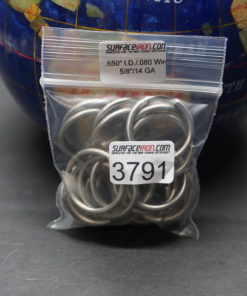 SURFACEIRON.COM
.650" I.D./.080 Wire
5/8"/14 GA
SURFACEIRON.COM
3791